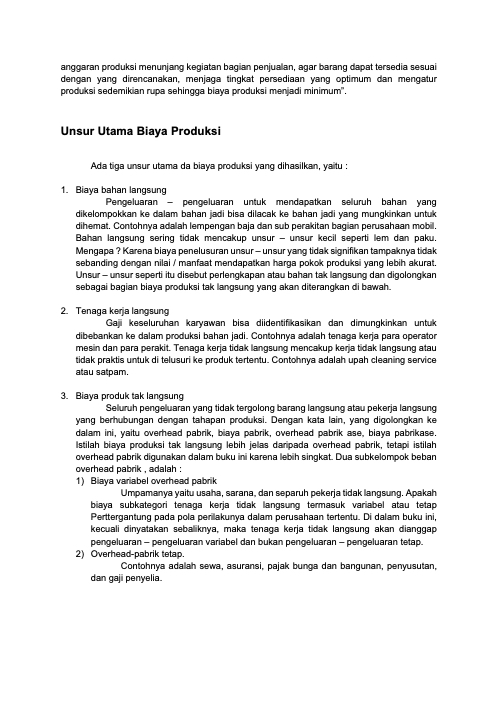 anggaran produksi menunjang kegiatan bagian penjualan, agar barang dapat tersedia sesuai
dengan yang direncanakan, menjaga tingkat persediaan yang optimum dan mengatur
produksi sedemikian rupa sehingga biaya produksi menjadi minimum”.
Unsur Utama Biaya Produksi
Ada tiga unsur utama da biaya produksi yang dihasilkan, yaitu :
1. Biaya bahan langsung
Pengeluaran – pengeluaran untuk mendapatkan seluruh bahan yang
dikelompokkan ke dalam bahan jadi bisa dilacak ke bahan jadi yang mungkinkan untuk
dihemat. Contohnya adalah lempengan baja dan sub perakitan bagian perusahaan mobil.
Bahan langsung sering tidak mencakup unsur – unsur kecil seperti lem dan paku.
Mengapa ? Karena biaya penelusuran unsur – unsur yang tidak signifikan tampaknya tidak
sebanding dengan nilai / manfaat mendapatkan harga pokok produksi yang lebih akurat.
Unsur – unsur seperti itu disebut perlengkapan atau bahan tak langsung dan digolongkan
sebagai bagian biaya produksi tak langsung yang akan diterangkan di bawah.
2. Tenaga kerja langsung
Gaji keseluruhan karyawan bisa diidentifikasikan dan dimungkinkan untuk
dibebankan ke dalam produksi bahan jadi. Contohnya adalah tenaga kerja para operator
mesin dan para perakit. Tenaga kerja tidak langsung mencakup kerja tidak langsung atau
tidak praktis untuk di telusuri ke produk tertentu. Contohnya adalah upah cleaning service
atau satpam.
3. Biaya produk tak langsung
Seluruh pengeluaran yang tidak tergolong barang langsung atau pekerja langsung
yang berhubungan dengan tahapan produksi. Dengan kata lain, yang digolongkan ke
dalam ini, yaitu overhead pabrik, biaya pabrik, overhead pabrik ase, biaya pabrikase.
Istilah biaya produksi tak langsung lebih jelas daripada overhead pabrik, tetapi istilah
overhead pabrik digunakan dalam buku ini karena lebih singkat. Dua subkelompok beban
overhead pabrik , adalah :
1) Biaya variabel overhead pabrik
Umpamanya yaitu usaha, sarana, dan separuh pekerja tidak langsung. Apakah
biaya subkategori tenaga kerja tidak langsung termasuk variabel atau tetap
Perttergantung pada pola perilakunya dalam perusahaan tertentu. Di dalam buku ini,
kecuali dinyatakan sebaliknya, maka tenaga kerja tidak langsung akan dianggap
pengeluaran – pengeluaran variabel dan bukan pengeluaran – pengeluaran tetap.
2) Overhead-pabrik tetap.
Contohnya adalah sewa, asuransi, pajak bunga dan bangunan, penyusutan,
dan gaji penyelia.